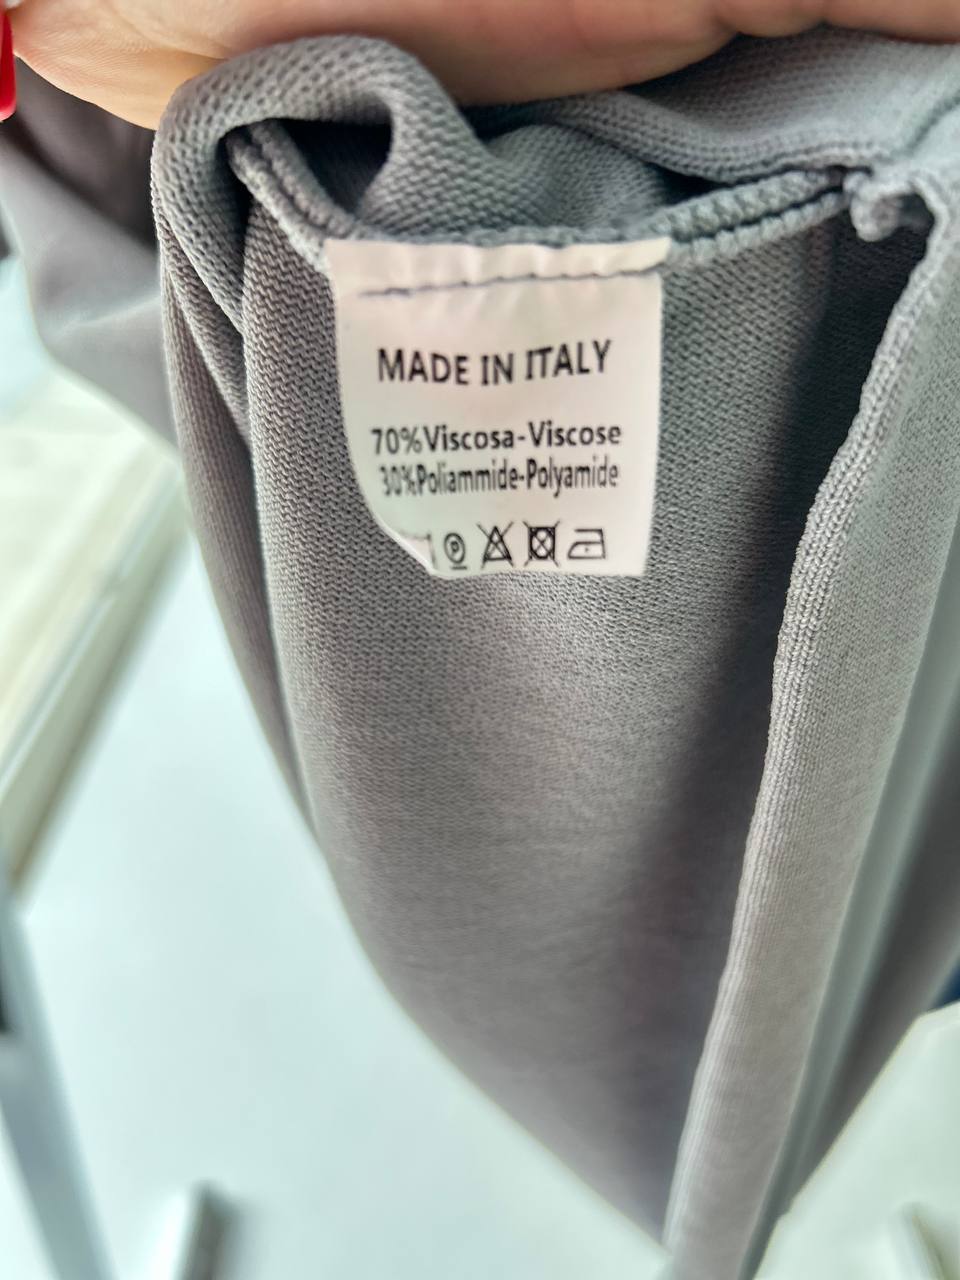 MADE IN ITALY
70%Viscosa-Viscose
30%Poliammide-Polyamide
P